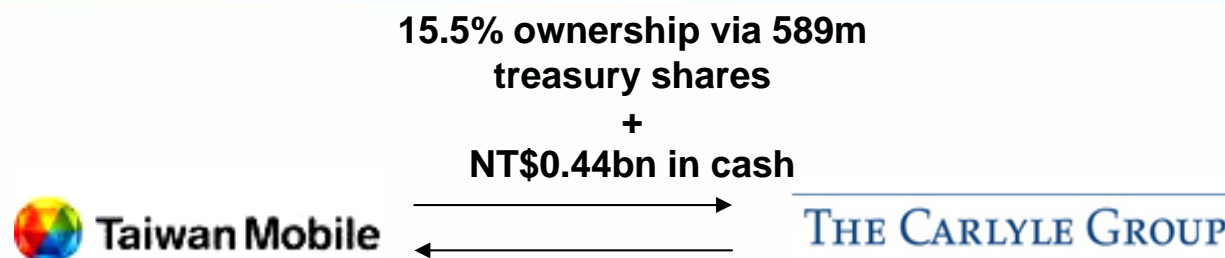 15.5% ownership via 589m
treasury shares
+
NT$0.44bn in cash
Taiwan Mobile
THE CARLYLE GROUP